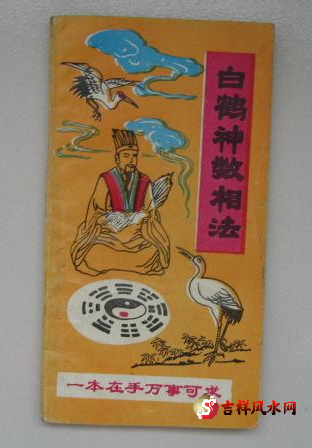 白鹤神数相法
一本在手万事可求
吉祥风水网